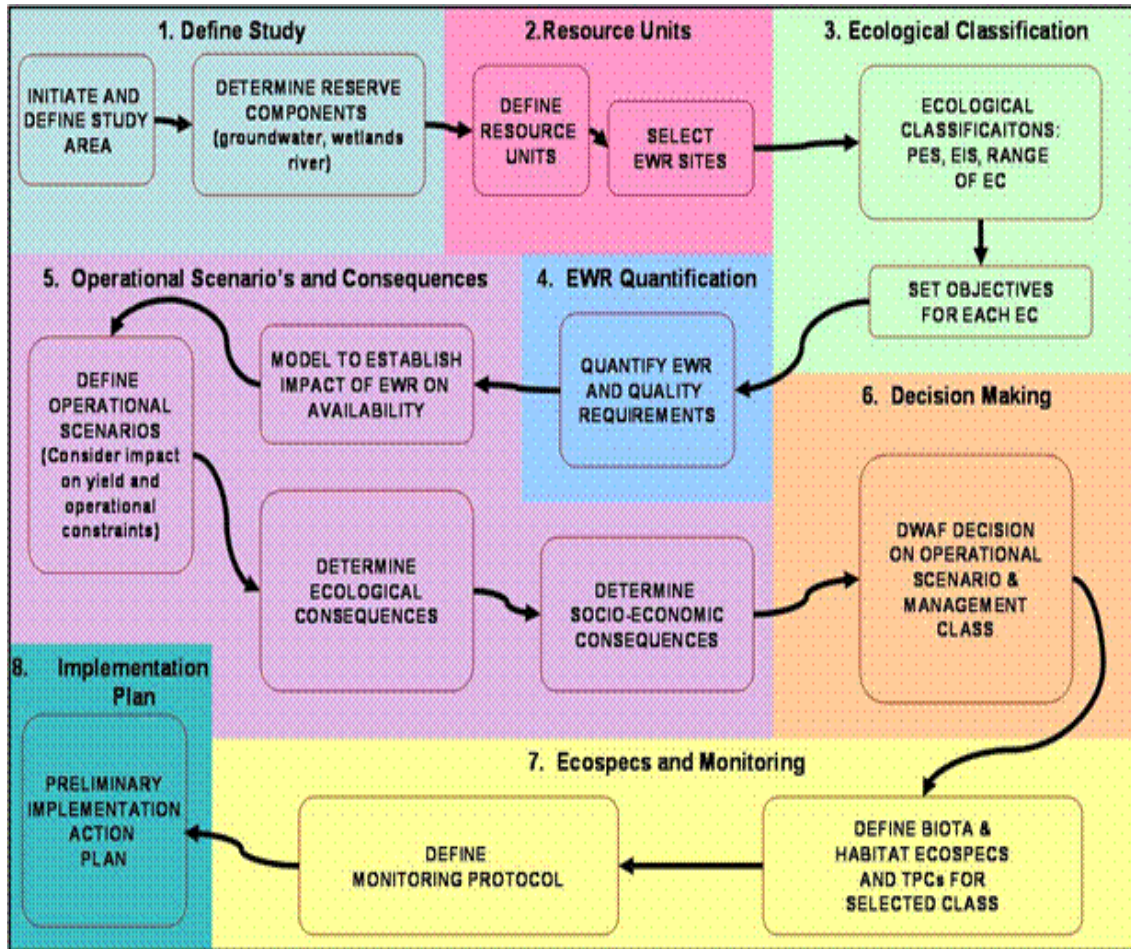 1. Define Study
INITIATE AND
DEFINE STUDY
AREA
DETERMINE RESERVE
COMPONENTS
(groundwater, wetlands
river)
2.Resource Units
DEFINE
RESOURCE
UNITS
SELECT
EWR SITES
3. Ecological Classification
ECOLOGICAL
CLASSIFICAITONS:
PES, EIS, RANGE
OF EC
SET OBJECTIVES
FOR EACH EC
4. EWR Quantification
QUANTIFY EWR
AND QUALITY
REQUIREMENTS
5. Operational Scenario's and Consequences
MODEL TO ESTABLISH
IMPACT OF EWR ON
AVAILABILITY
DEFINE
OPERATIONAL
SCENARIOS
(Consider impact
on yield and
operational
constraints)
DETERMINE
ECOLOGICAL
CONSEQUENCES
DETERMINE
SOCIO-ECONOMIC
CONSEQUENCES
6. Decision Making
DWAF DECISION
ON OPERATIONAL
SCENARIO &
MANAGEMENT
CLASS
7. Ecospecs and Monitoring
DEFINE BIOTA &
HABITAT ECOSPECS
AND TPCs FOR
SELECTED CLASS
DEFINE
MONITORING PROTOCOL
8. Implementation
Plan
PRELIMINARY
IMPLEMENTATION
ACTION
PLAN